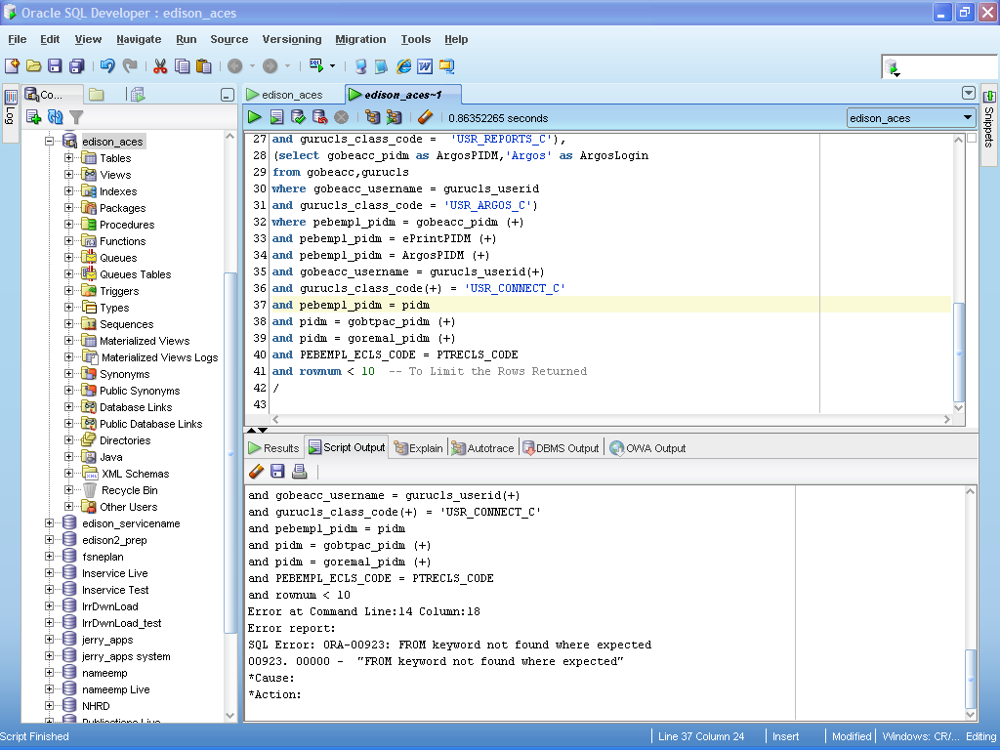 Oracle SQL Developer : edison_aces
File Edit View Navigate Run Source Versioning Migration Tools Help
Co...
edison_aces
edison_aces~1
Log
Snippets
0.86352265 seconds
edison_aces
edison_aces
Tables
Views
Indexes
Packages
Procedures
Functions
Queues
Queues Tables
Triggers
Types
Sequences
Materialized Views
Materialized Views Logs
Synonyms
Public Synonyms
Database Links
Public Database Links
Directories
Java
XML Schemas
Recycle Bin
Other Users
edison_servicename
edison2_prep
fsneplan
Inservice Live
Inservice Test
IrrDwnLoad
IrrDwnLoad_test
jerry_apps
jerry_apps system
nameemp
nameemp Live
NHRD
Publications Live
27 and gurucls_class_code = 'USR_REPORTS_C'),
28 (select gobeacc_pidm as ArgosPIDM,'Argos' as ArgosLogin
29 from gobeacc,gurucls
30 where gobeacc_username = gurucls_userid
31 and gurucls_class_code = 'USR_ARGOS_C')
32 where pebempl_pidm = gobeacc_pidm (+)
33 and pebempl_pidm = ePrintPIDM (+)
34 and pebempl_pidm = ArgosPIDM (+)
35 and gobeacc_username = gurucls_userid(+)
36 and gurucls_class_code(+) = 'USR_CONNECT_C'
37 and pebempl_pidm = pidm
38 and pidm = gobtpac_pidm (+)
39 and pidm = goremal_pidm (+)
40 and PEBEMPL_ECLS_CODE = PTRECLS_CODE
41 and rownum < 10 -- To Limit the Rows Returned
42 /
43
Results Script Output Explain Autotrace DBMS Output OWA Output
and gobeacc_username = gurucls_userid(+)
and gurucls_class_code(+) = 'USR_CONNECT_C'
and pebempl_pidm = pidm
and pidm = gobtpac_pidm (+)
and pidm = goremal_pidm (+)
and PEBEMPL_ECLS_CODE = PTRECLS_CODE
and rownum < 10
Error at Command Line:14 Column:18
Error report:
SQL Error: ORA-00923: FROM keyword not found where expected
00923. 00000 - "FROM keyword not found where expected"
*Cause:
*Action:
Script Finished
Line 37 Column 24 Insert Modified Windows: CR/... Editing